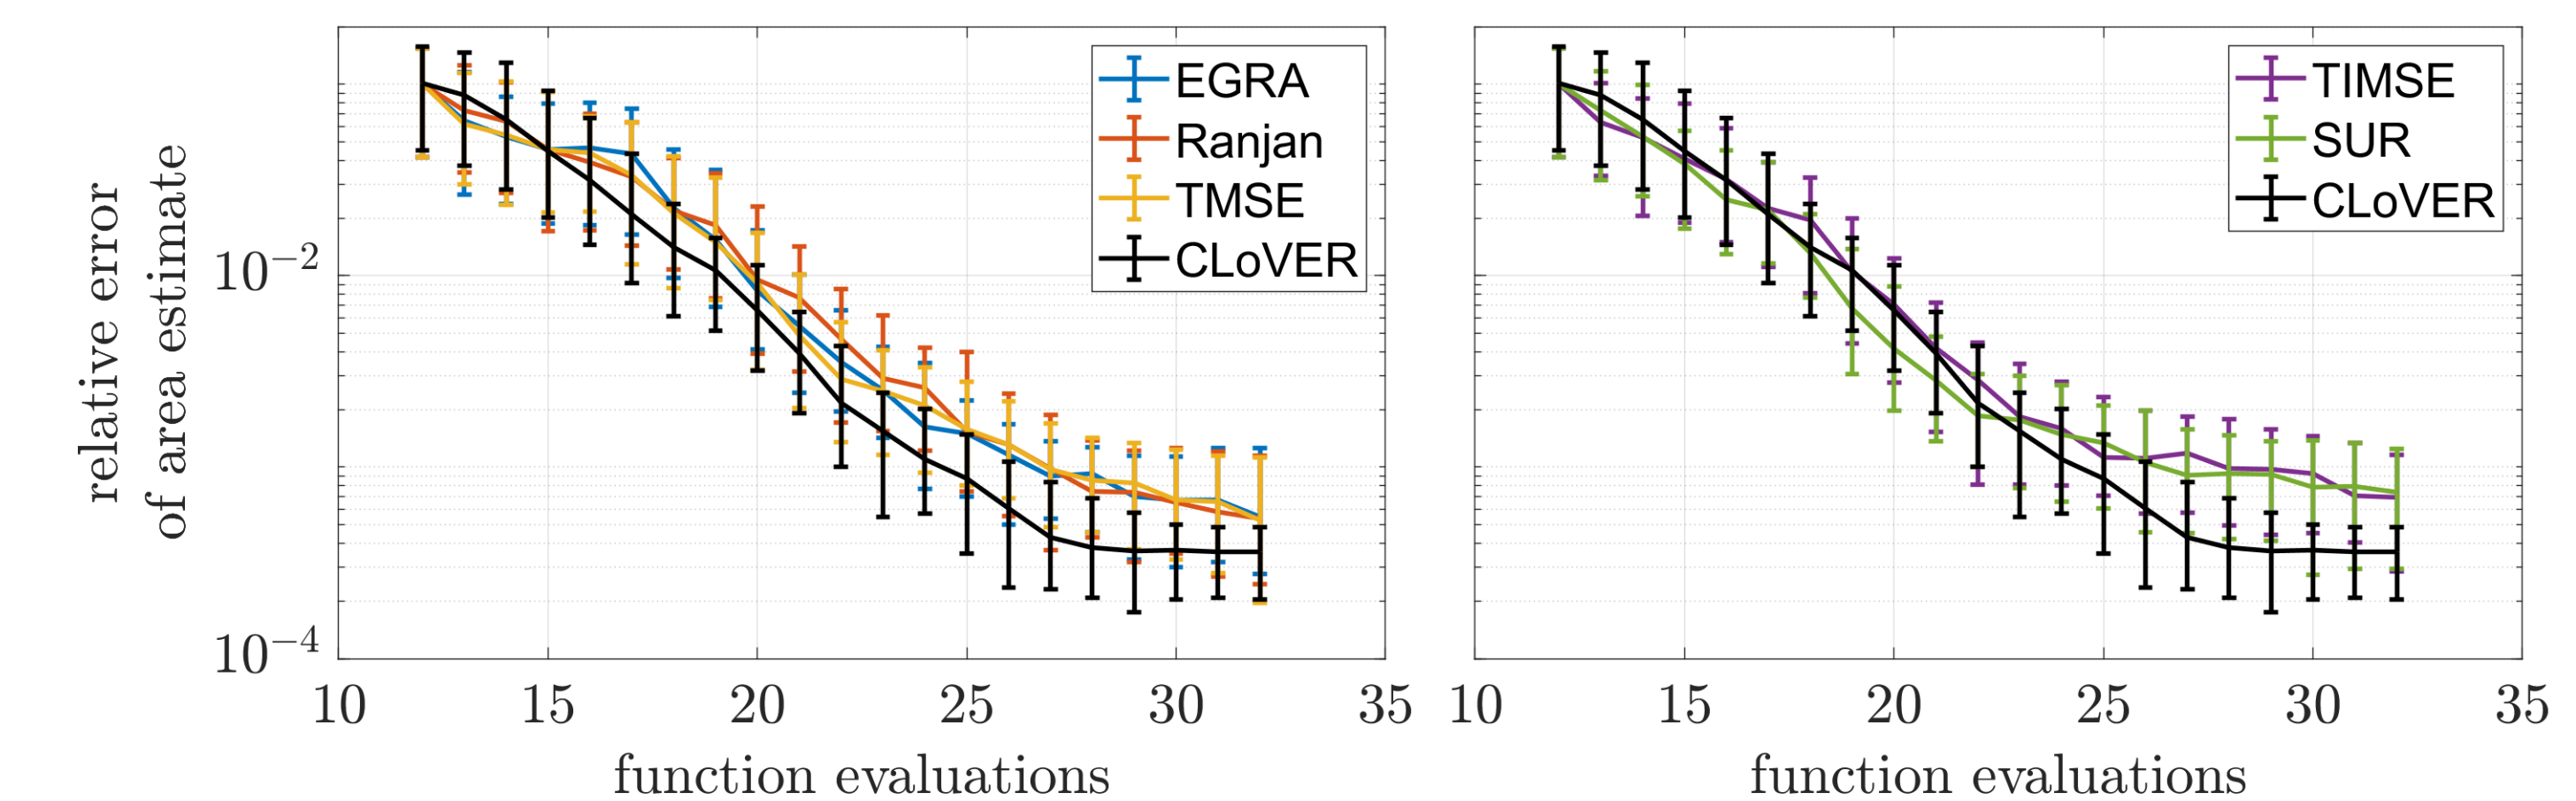 relative error
of area estimate
10⁻²
10⁻⁴
EGRA
Ranjan
TMSE
CLoVER
10 15 20 25 30 35
function evaluations
TIMSE
SUR
CLoVER
10 15 20 25 30 35
function evaluations